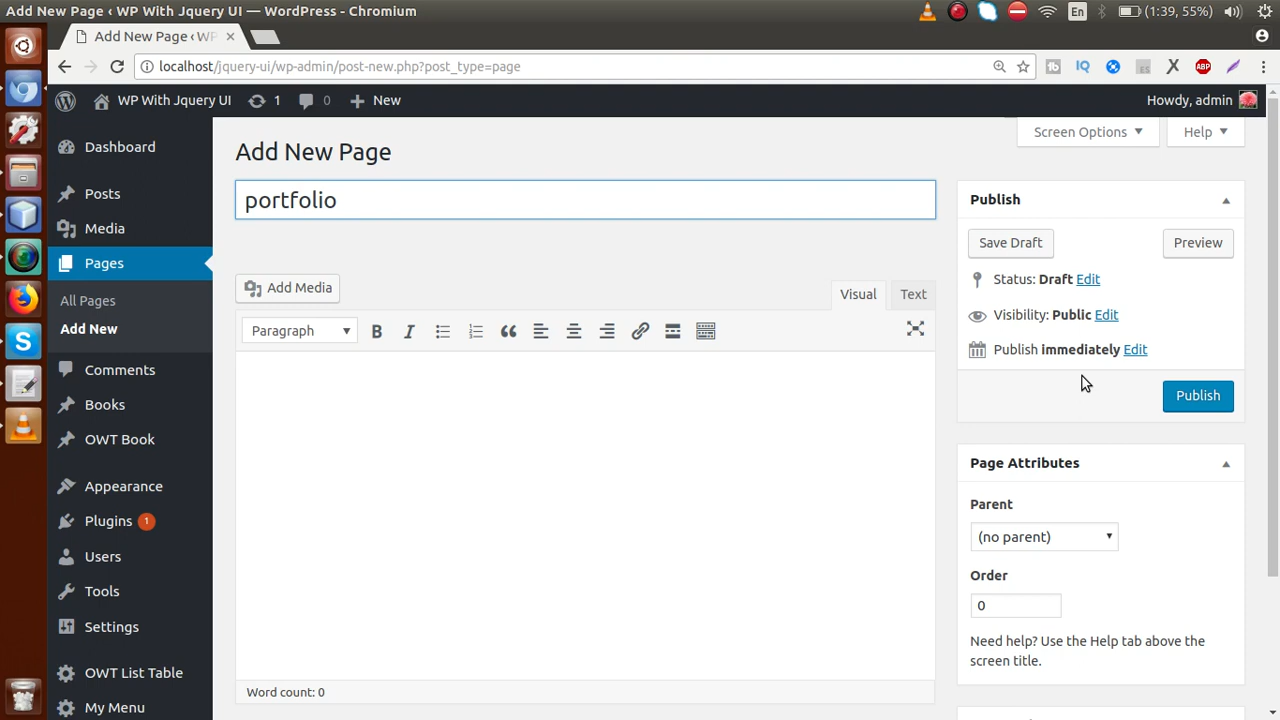 Add New Page ‹ WP With Jquery UI — WordPress - Chromium
En
(1:39, 55%)
Add New Page ‹ WP
localhost/jquery-ui/wp-admin/post-new.php?post_type=page
IQ
ABP
WP With Jquery UI
1
0
New
Howdy, admin
Screen Options
Help
Dashboard
Posts
Media
Pages
All Pages
Add New
Comments
Books
OWT Book
Appearance
Plugins 1
Users
Tools
Settings
OWT List Table
My Menu
Add New Page
portfolio
Add Media
Visual
Text
Paragraph
B
I
Word count: 0
Publish
Save Draft
Preview
Status: Draft Edit
Visibility: Public Edit
Publish immediately Edit
Publish
Page Attributes
Parent
(no parent)
Order
0
Need help? Use the Help tab above the
screen title.